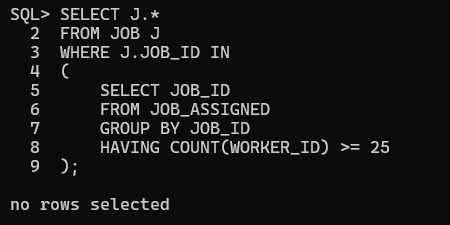 SQL> SELECT J.*
  2  FROM JOB J
  3  WHERE J.JOB_ID IN
  4  (
  5      SELECT JOB_ID
  6      FROM JOB_ASSIGNED
  7      GROUP BY JOB_ID
  8      HAVING COUNT(WORKER_ID) >= 25
  9  );
no rows selected